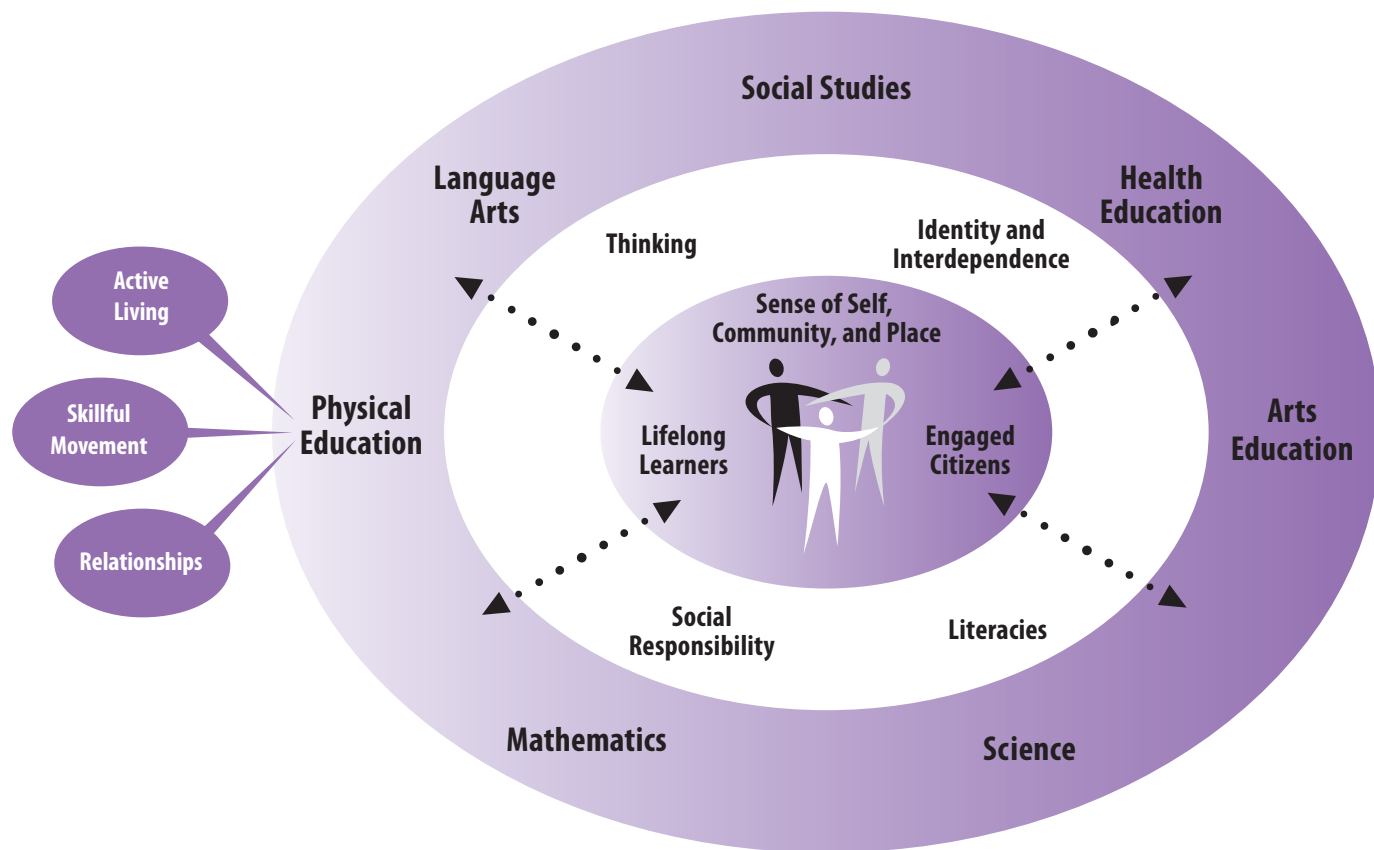 Social Studies
Language
Arts
Health
Education
Thinking
Identity and
Interdependence
Active
Living
Sense of Self,
Community, and Place
Skillful
Movement
Physical
Education
Lifelong
Learners
Engaged
Citizens
Arts
Education
Relationships
Social
Responsibility
Literacies
Mathematics
Science